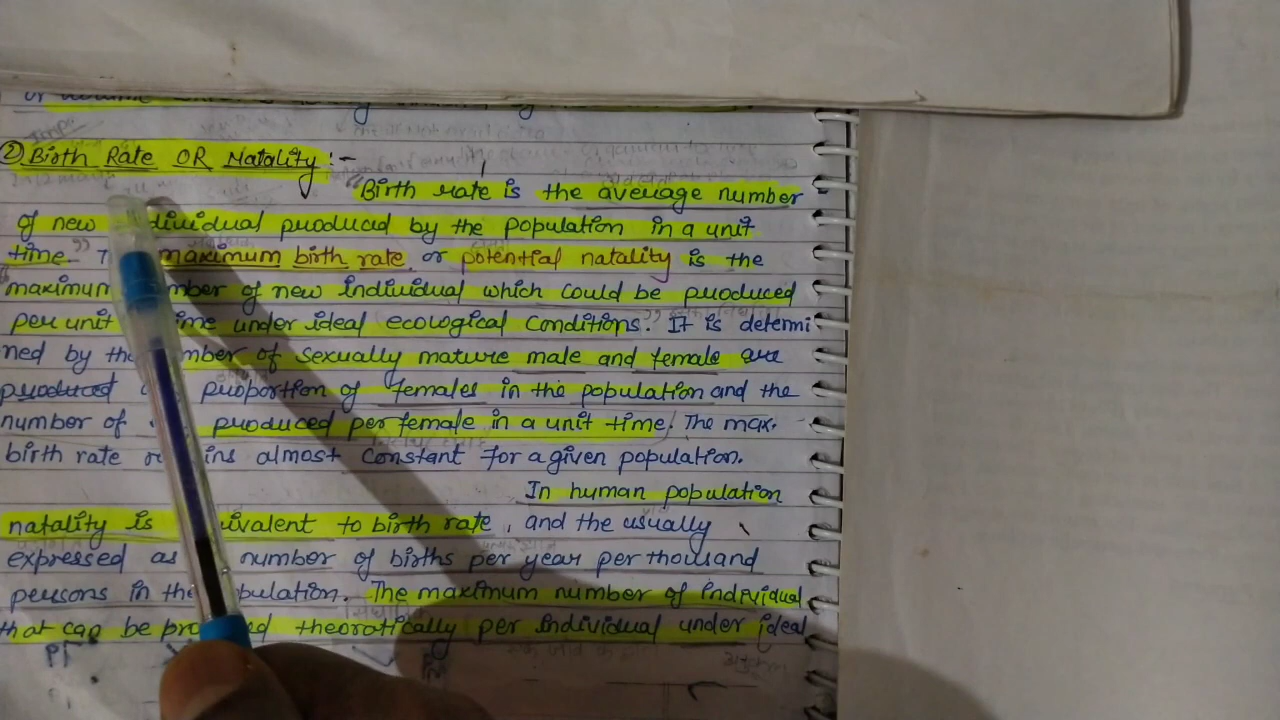 ② Birth Rate OR Natality :-
"Birth rate is the average number
of new dividual produced by the population in a unit
time" maximum birth rate or potential natality is the
maximum mber of new individual which could be produced
per unit ime under ideal ecological conditions. It is determi
ned by the mber of sexually mature male and female are
produced proportion of females in the population and the
number of produced per female in a unit time. The max.
birth rate ins almost constant for a given population.
In human population
natality is uivalent to birth rate, and the usually
expressed as number of births per year per thousand
persons in the pulation. The maximum number of individual
that can be pro ed theoratically per individual under ideal